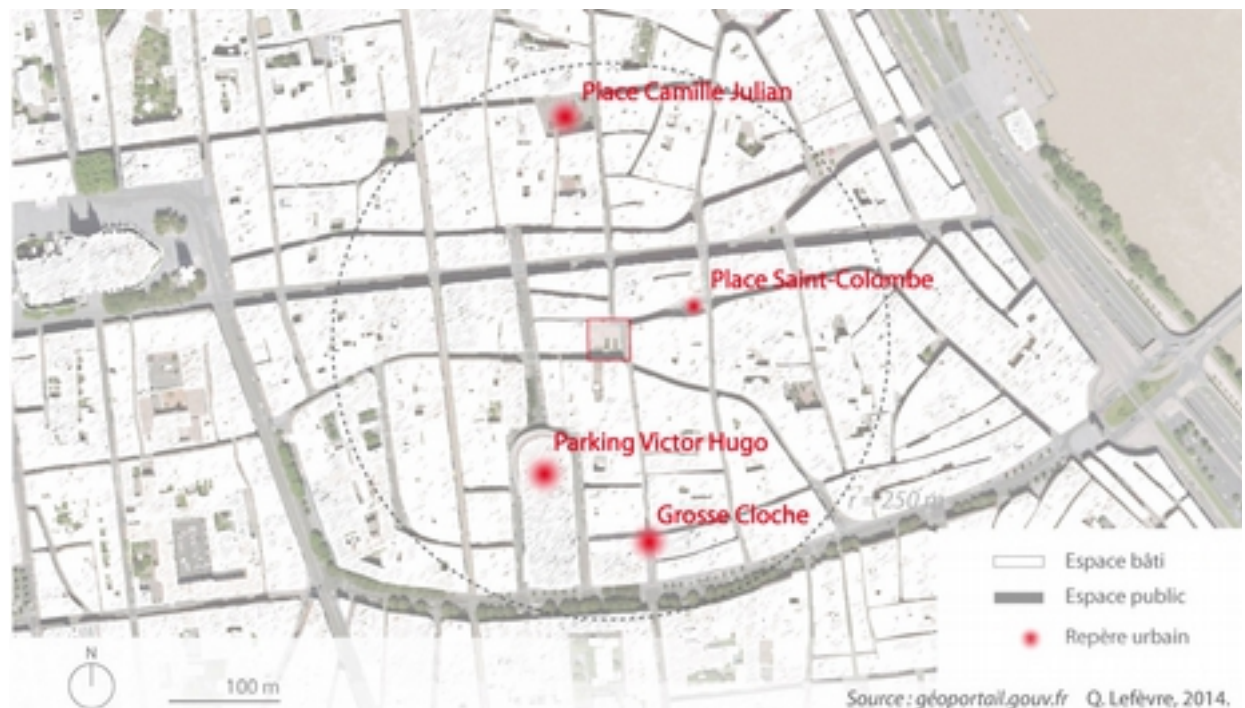 Place Camille Julian
Place Saint-Colombe
Parking Victor Hugo
r = 250 m
Grosse Cloche
Espace bâti
Espace public
Repère urbain
N
100 m
Source : géoportail.gouv.fr Q. Lefèvre, 2014.